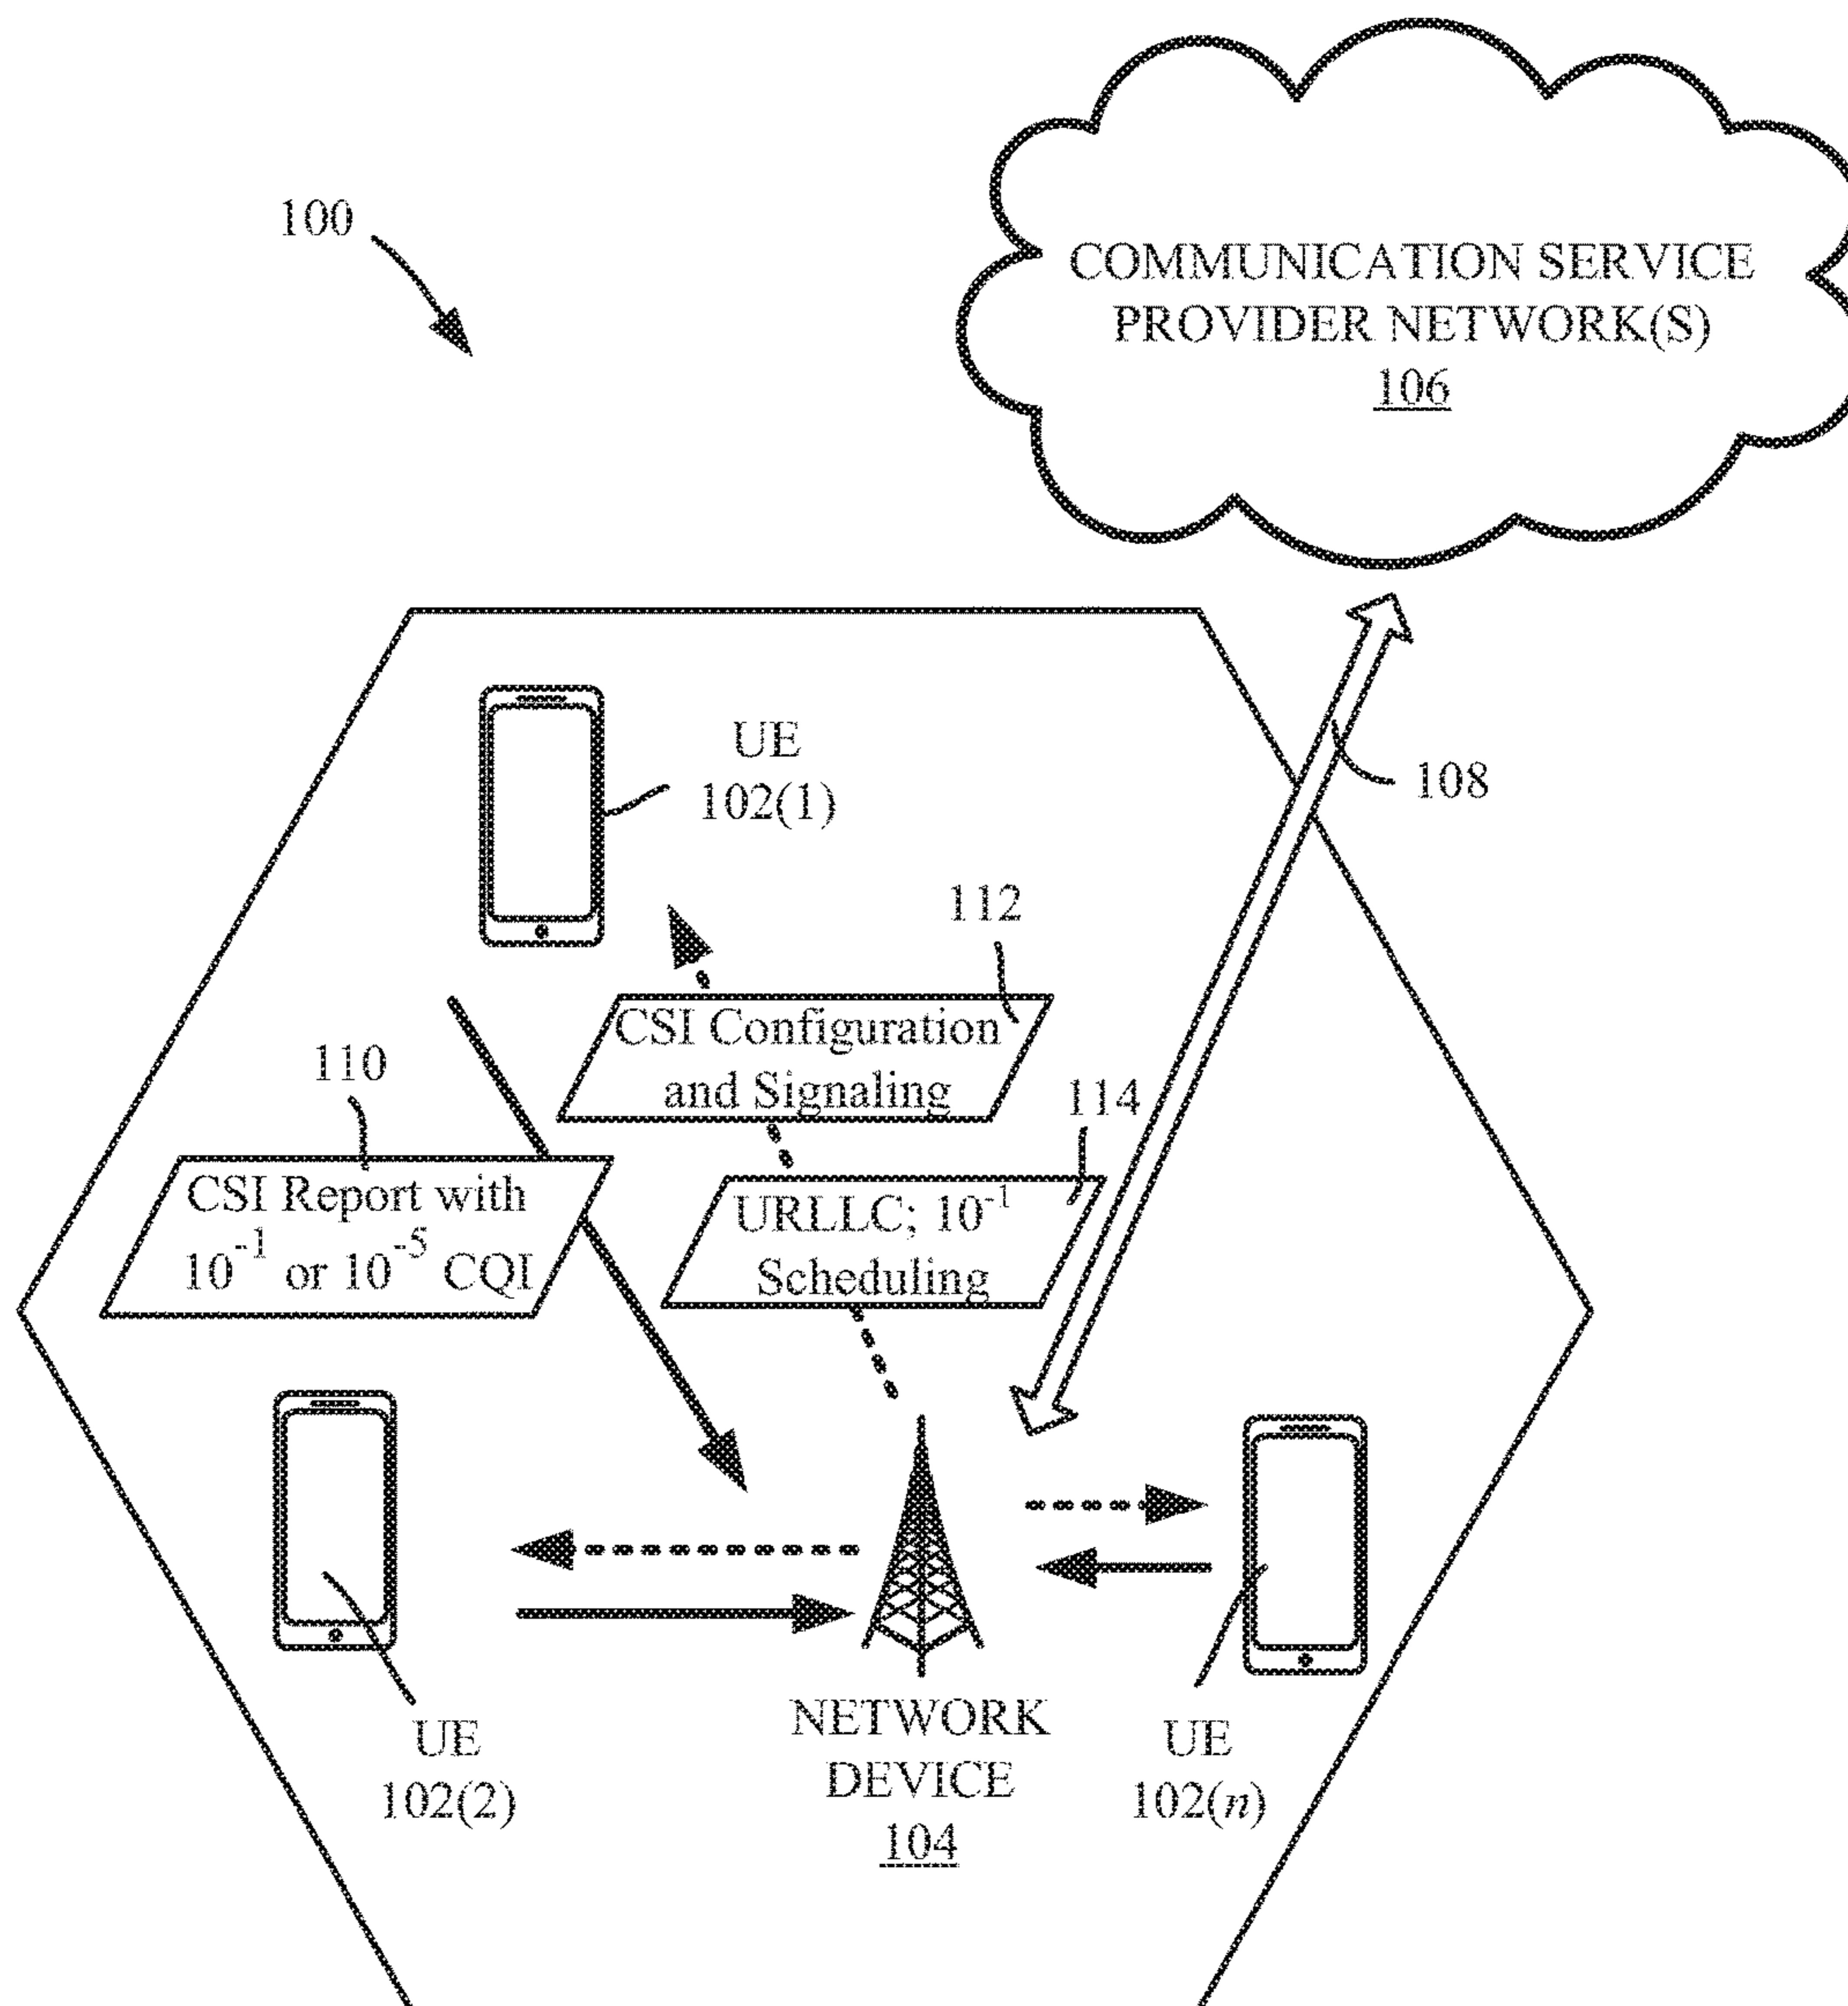 100
COMMUNICATION SERVICE
PROVIDER NETWORK(S)
106
UE
102(1)
108
112
CSI Configuration
and Signaling
110
114
CSI Report with
10⁻¹ or 10⁻⁵ CQI
URLLC; 10⁻¹
Scheduling
UE
102(2)
NETWORK
DEVICE
104
UE
102(n)